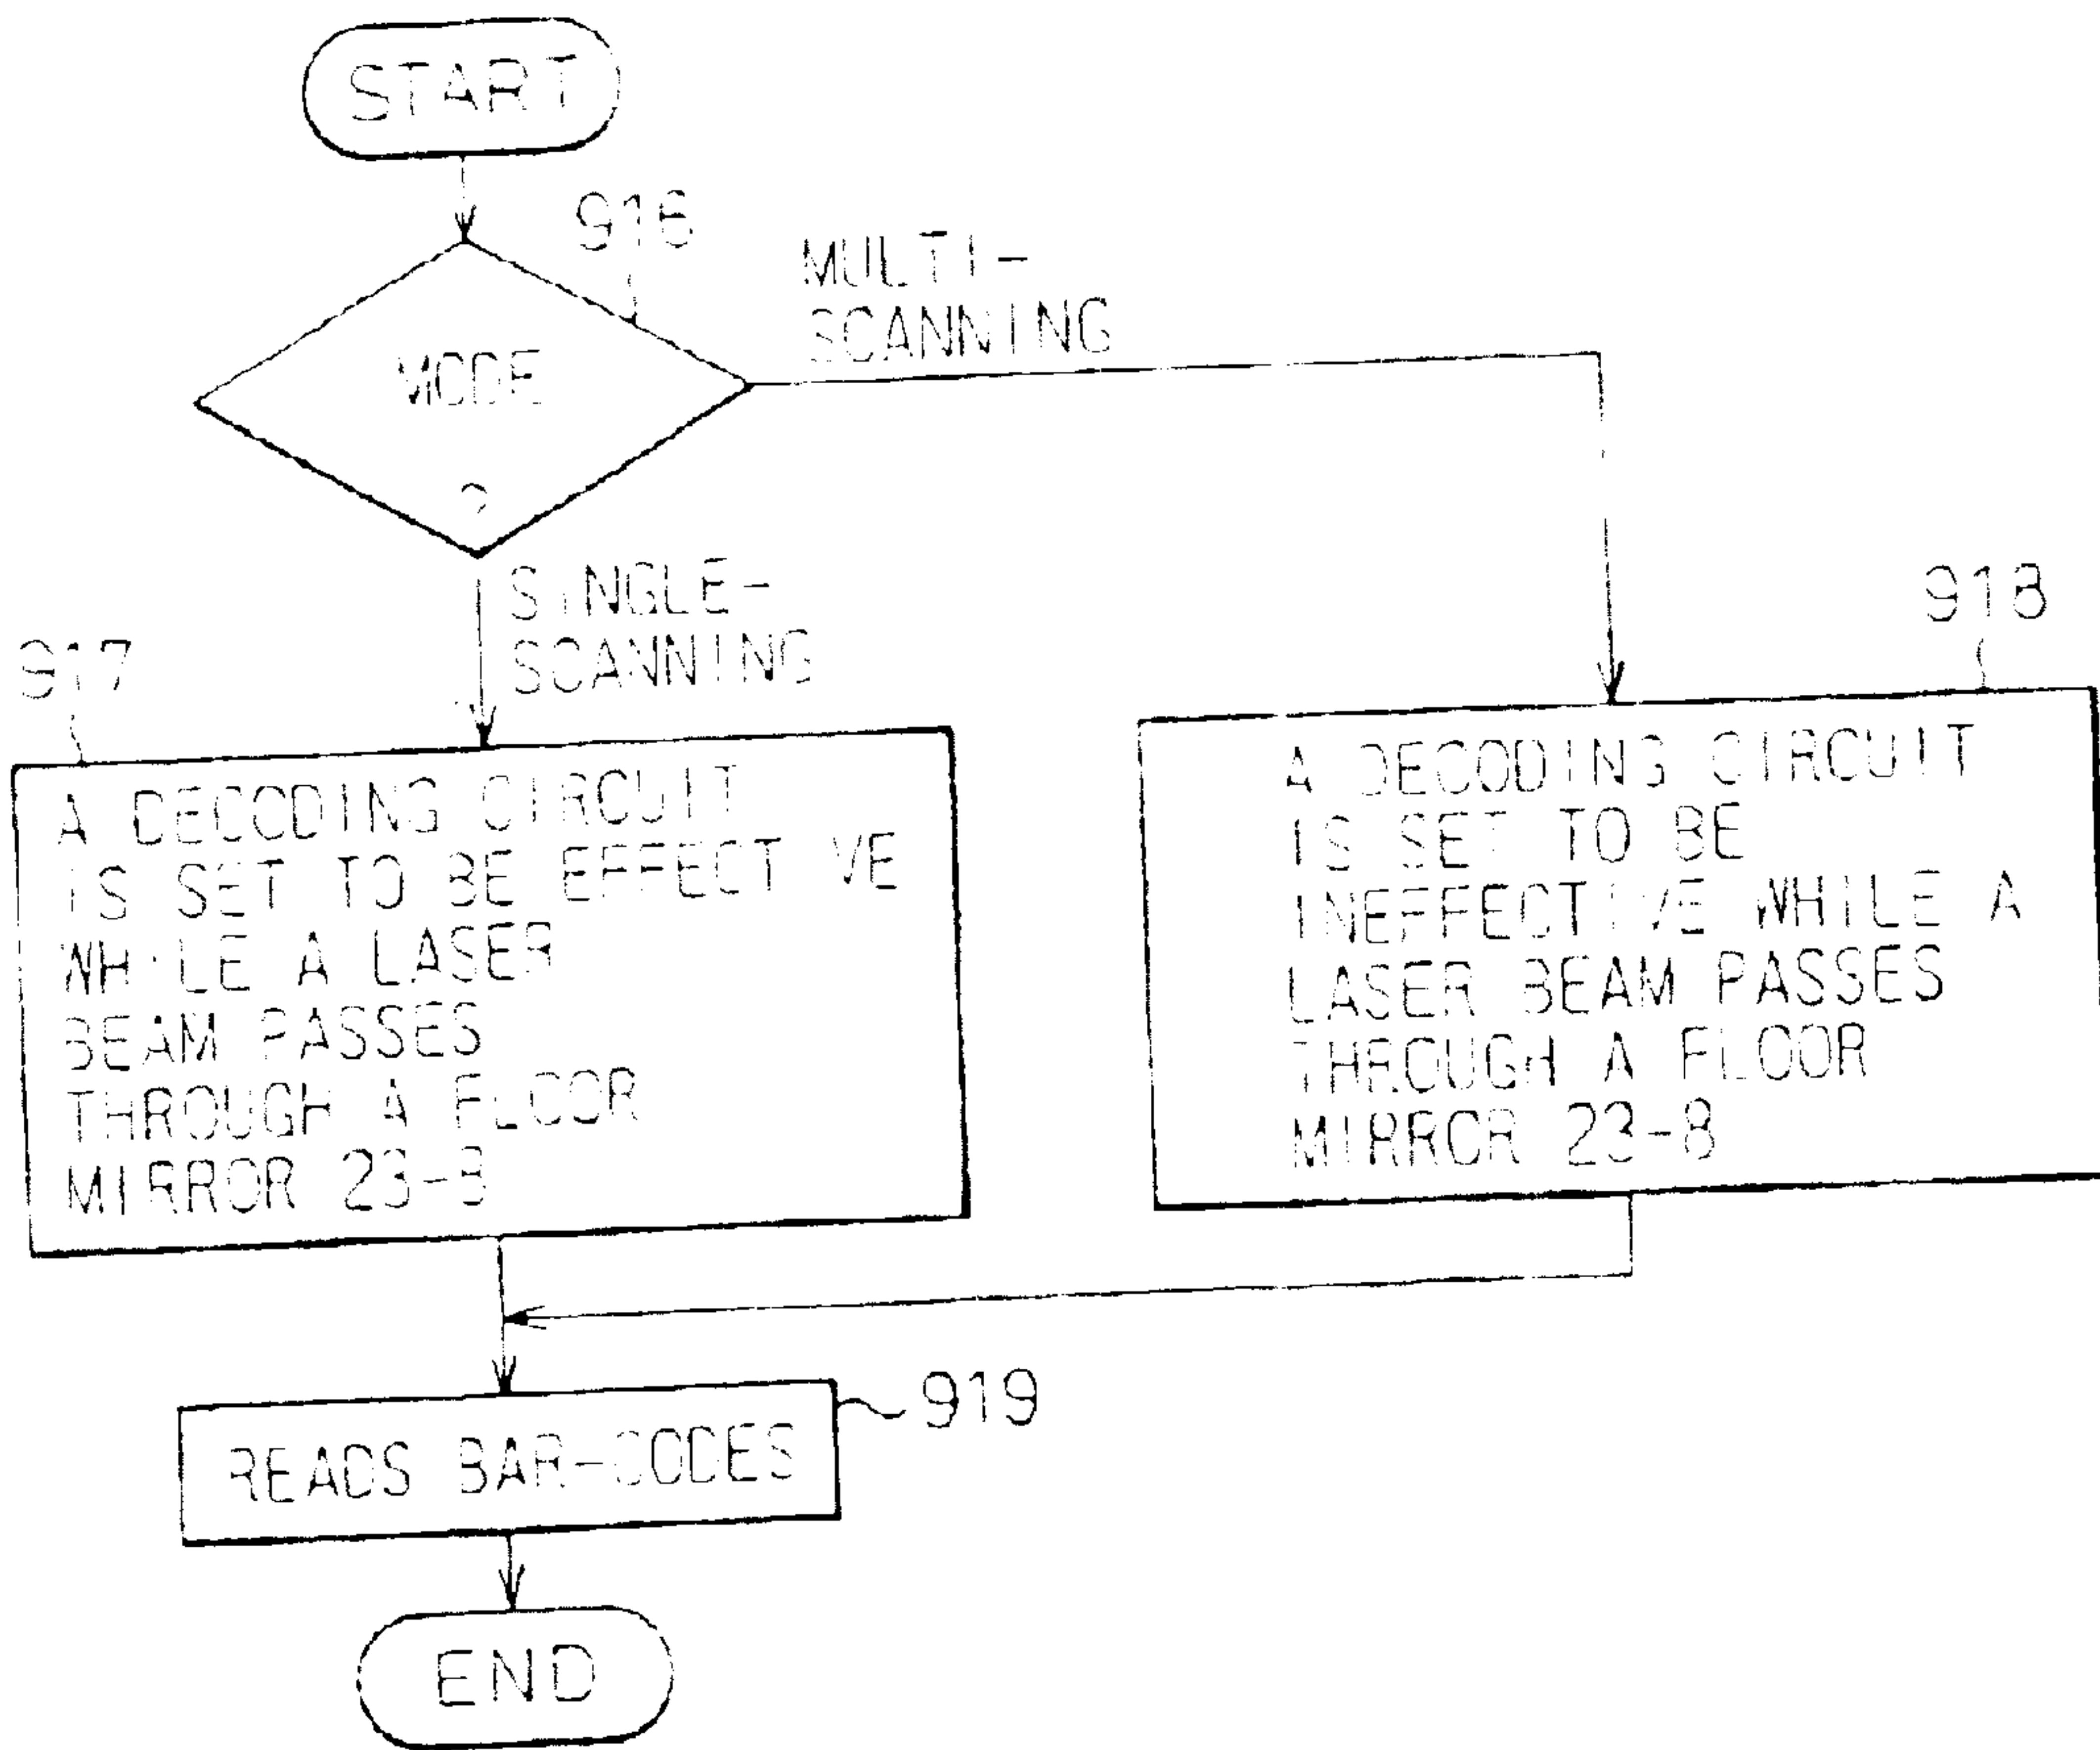 START
916
MODE
?
MULTI-
SCANNING
SINGLE-
SCANNING
917
A DECODING CIRCUIT
IS SET TO BE EFFECTIVE
WHILE A LASER
BEAM PASSES
THROUGH A FLOOR
MIRROR 23-8
918
A DECODING CIRCUIT
IS SET TO BE
INEFFECTIVE WHILE A
LASER BEAM PASSES
THROUGH A FLOOR
MIRROR 23-8
READS BAR-CODES
919
END